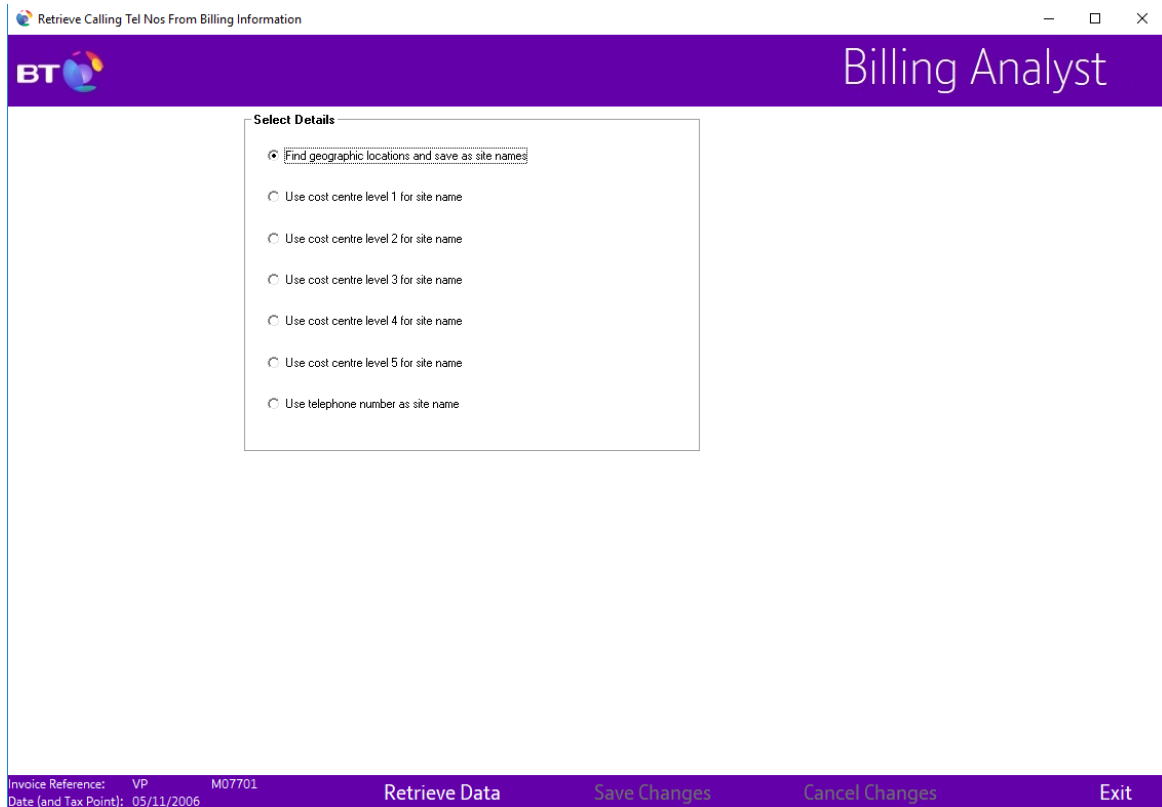 Retrieve Calling Tel Nos From Billing Information
BT
Billing Analyst
Select Details
Find geographic locations and save as site names
Use cost centre level 1 for site name
Use cost centre level 2 for site name
Use cost centre level 3 for site name
Use cost centre level 4 for site name
Use cost centre level 5 for site name
Use telephone number as site name
Invoice Reference: VP M07701
Date (and Tax Point): 05/11/2006
Retrieve Data Save Changes Cancel Changes Exit